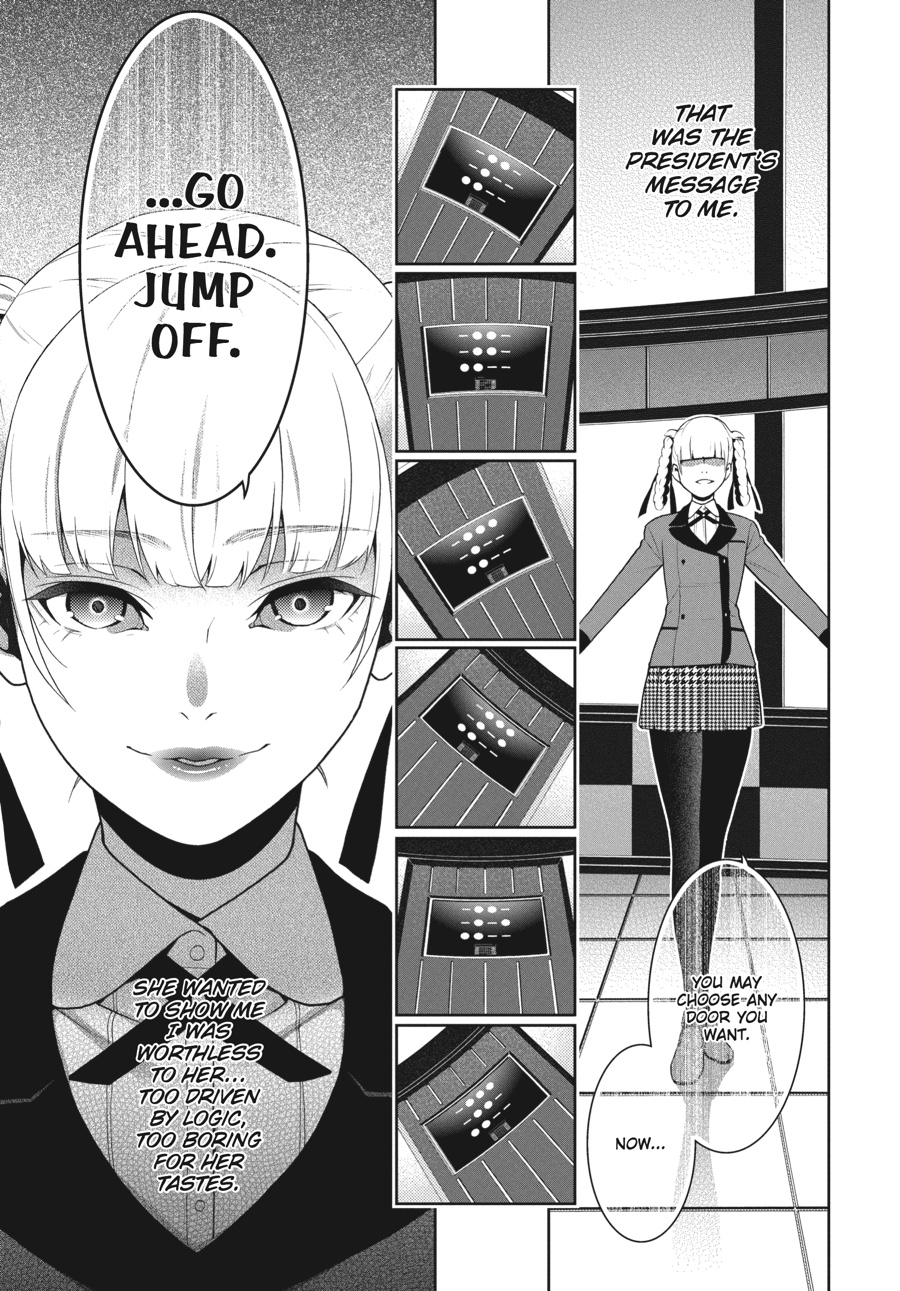 THAT
WAS THE
PRESIDENT'S
MESSAGE
TO ME.
YOU MAY
CHOOSE ANY
DOOR YOU
WANT.
NOW...
...GO
AHEAD.
JUMP
OFF.
SHE WANTED
TO SHOW ME
I WAS
WORTHLESS
TO HER...
TOO DRIVEN
BY LOGIC,
TOO BORING
FOR HER
TASTES.